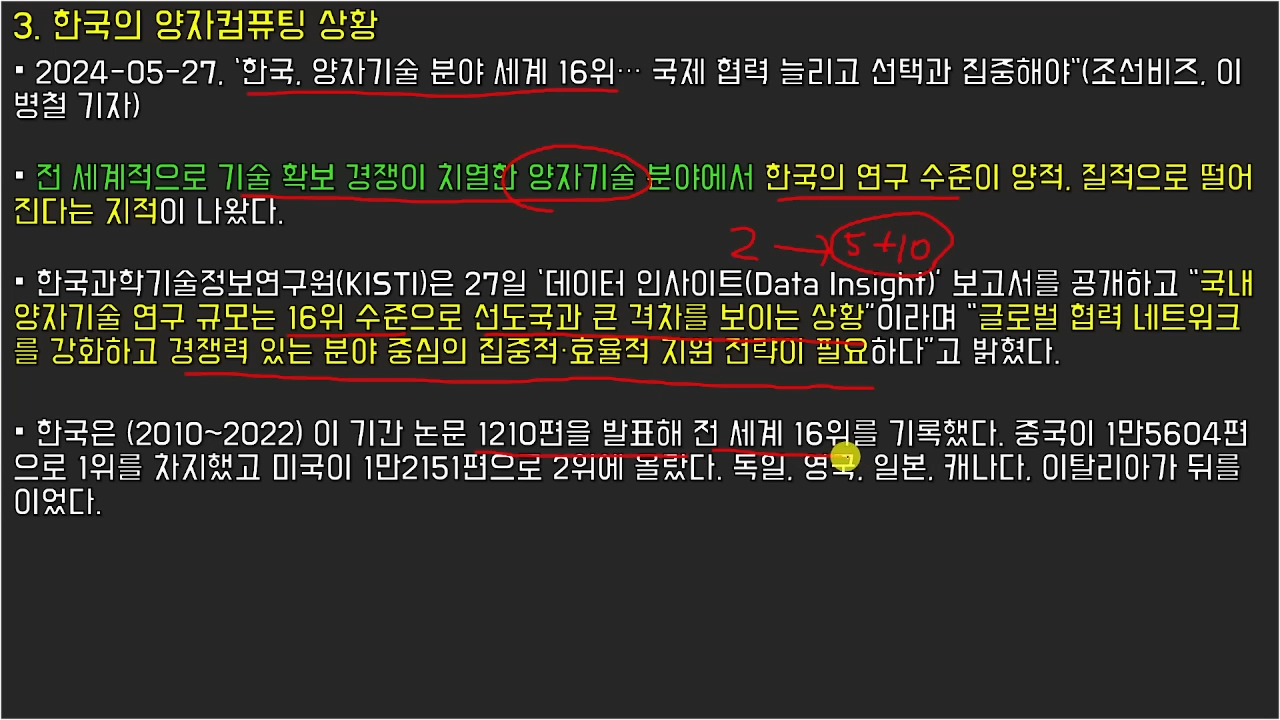 3. 한국의 양자컴퓨팅 상황
▪ 2024-05-27, '한국, 양자기술 분야 세계 16위… 국제 협력 늘리고 선택과 집중해야"(조선비즈, 이
병철 기자)
▪ 전 세계적으로 기술 확보 경쟁이 치열한 양자기술 분야에서 한국의 연구 수준이 양적, 질적으로 떨어
진다는 지적이 나왔다.
2 → 5+10
▪ 한국과학기술정보연구원(KISTI)은 27일 '데이터 인사이트(Data Insight)' 보고서를 공개하고 "국내
양자기술 연구 규모는 16위 수준으로 선도국과 큰 격차를 보이는 상황"이라며 "글로벌 협력 네트워크
를 강화하고 경쟁력 있는 분야 중심의 집중적·효율적 지원 전략이 필요하다"고 밝혔다.
▪ 한국은 (2010~2022) 이 기간 논문 1210편을 발표해 전 세계 16위를 기록했다. 중국이 1만5604편
으로 1위를 차지했고 미국이 1만2151편으로 2위에 올랐다. 독일, 영국, 일본, 캐나다, 이탈리아가 뒤를
이었다.